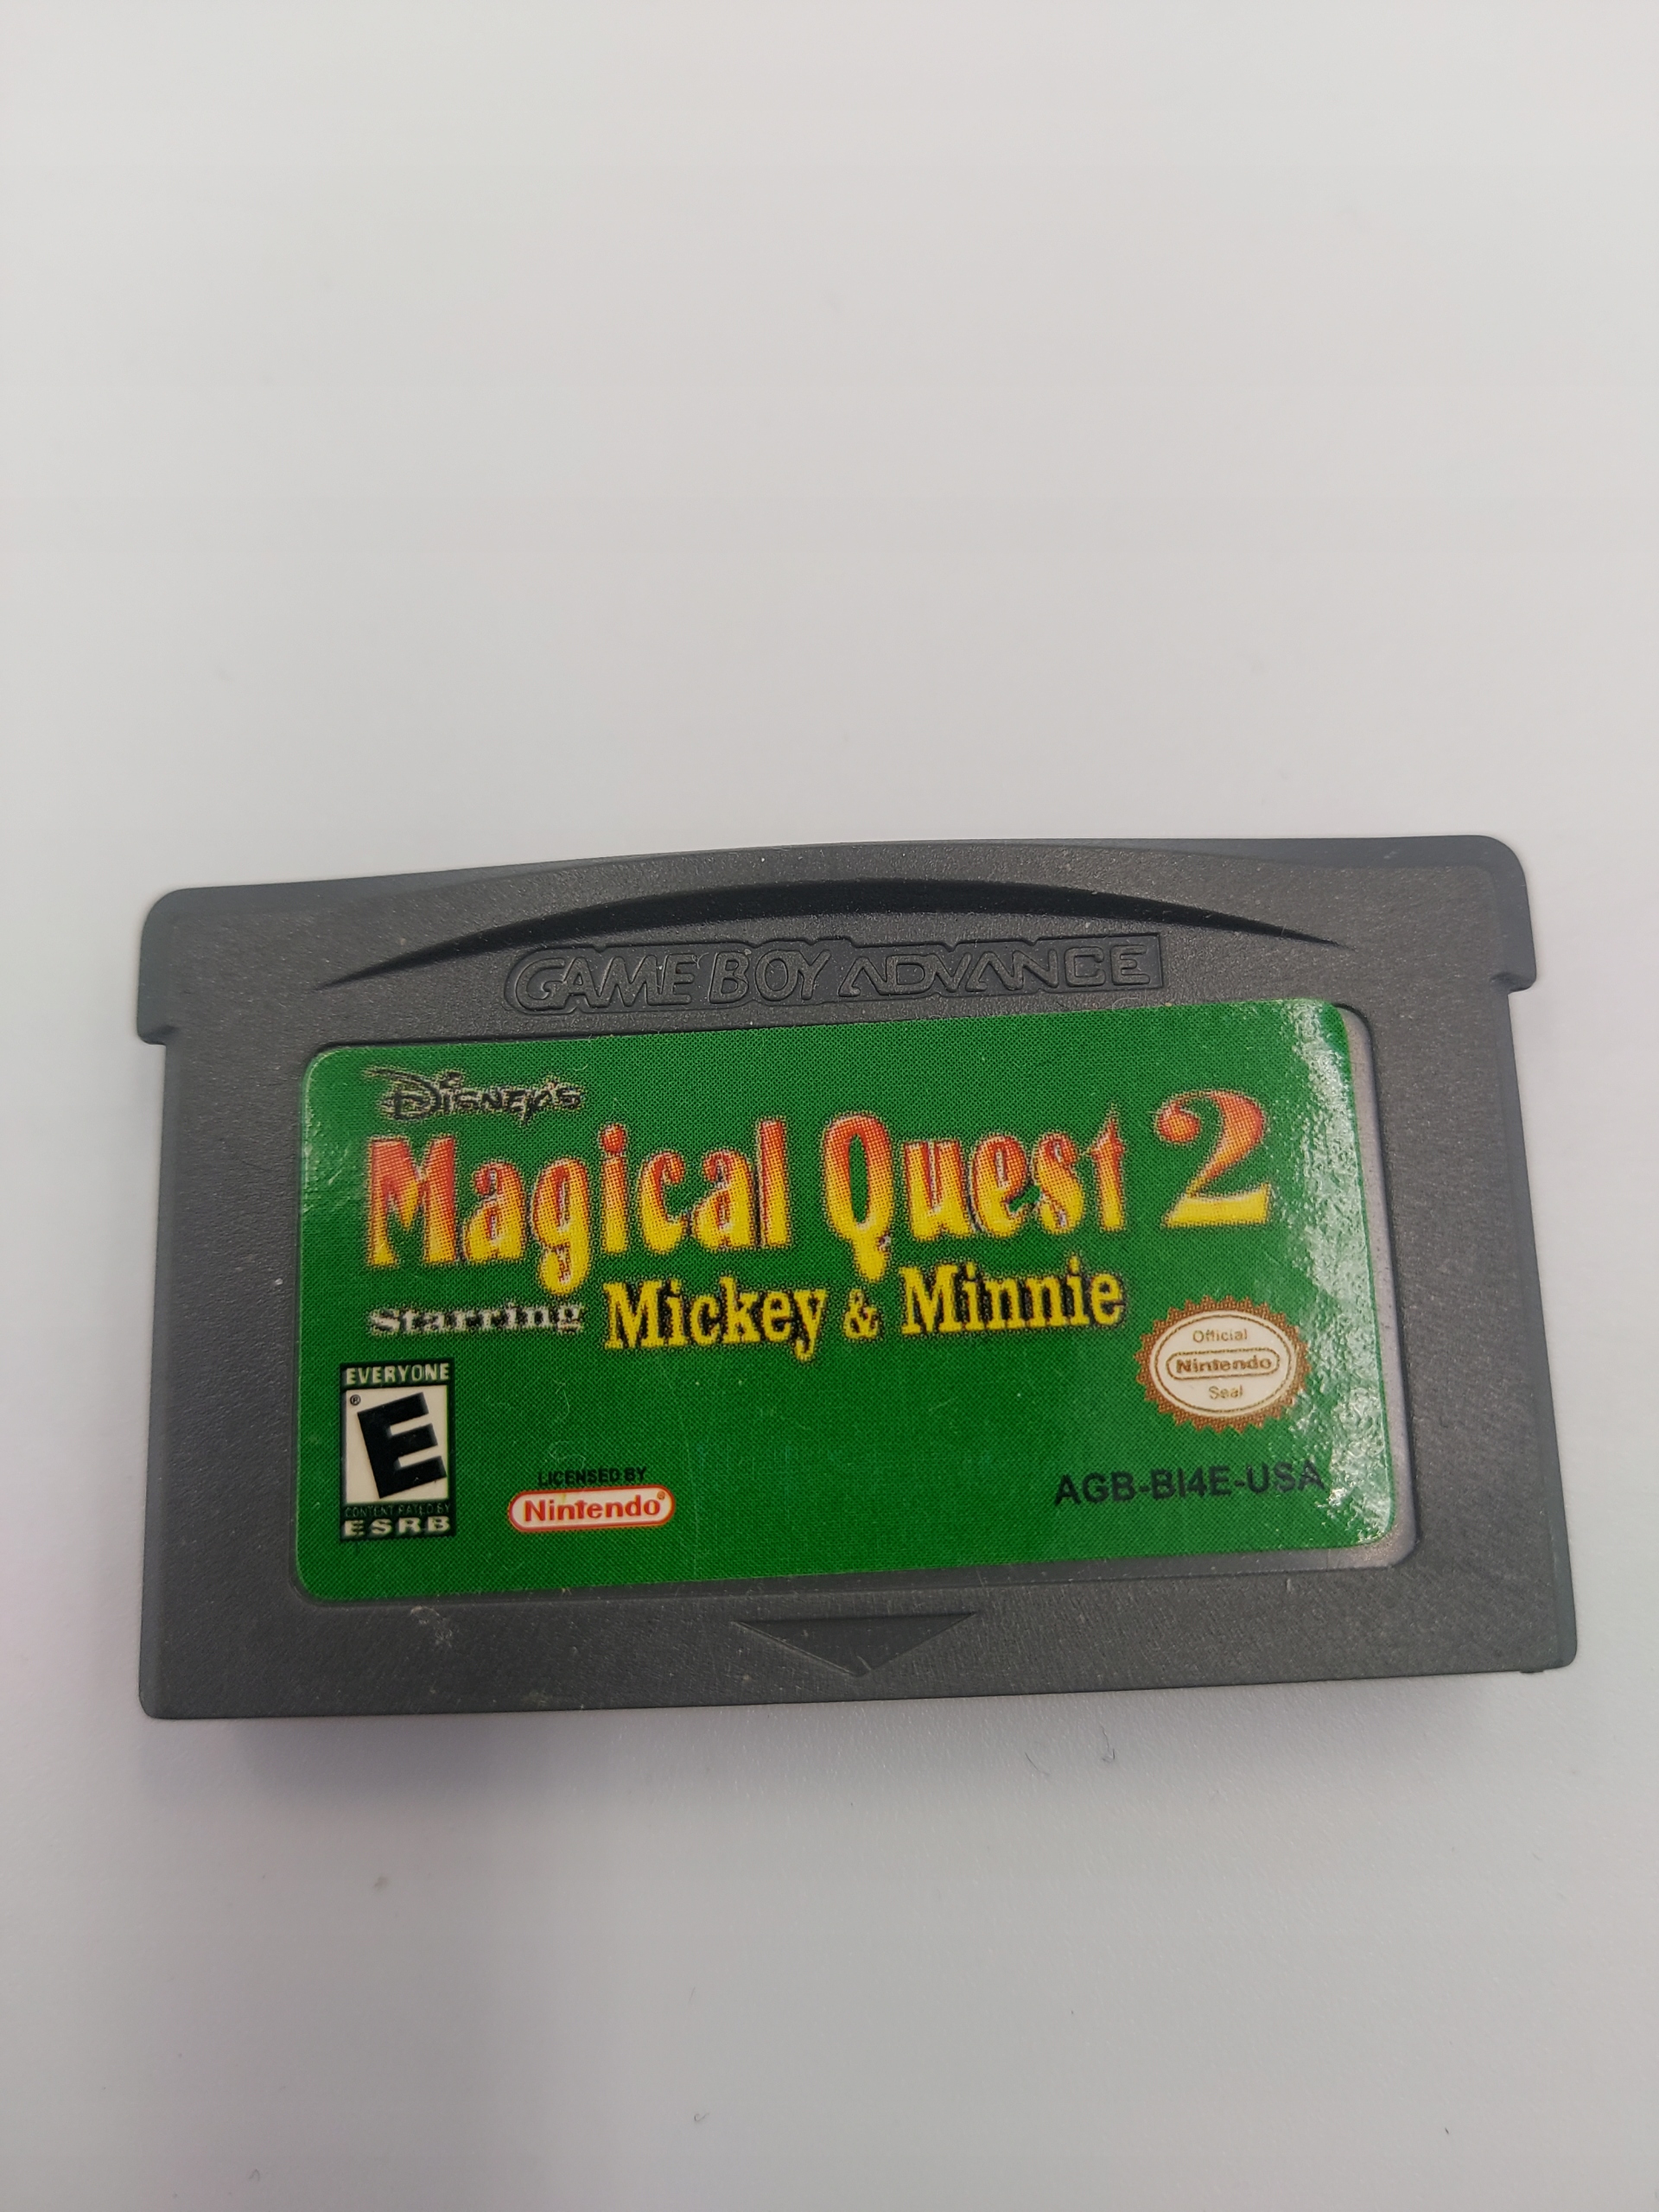 GAME BOY ADVANCE
Disney's
Magical Quest 2
Starring Mickey & Minnie
EVERYONE
E
®
CONTENT RATED BY
ESRB
LICENSED BY
Nintendo®
Official
Nintendo
Seal
AGB-BI4E-USA